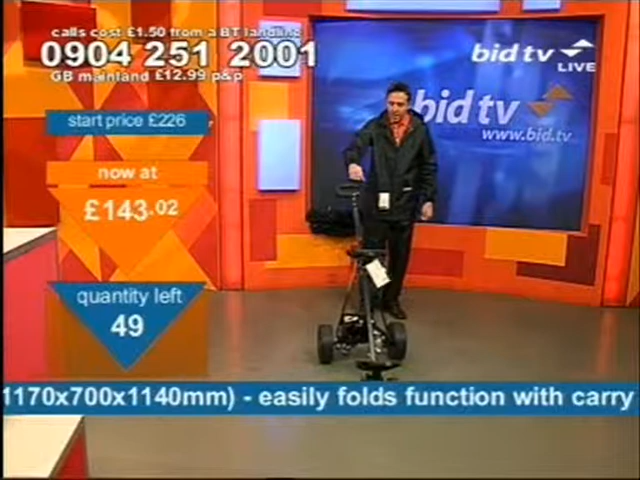 calls cost £1.50 from a BT landline
0904 251 2001
GB mainland £12.99 p&p
bid tv
LIVE
start price £226
bid tv
www.bid.tv
now at
£143.02
quantity left
49
1170x700x1140mm) - easily folds function with carry